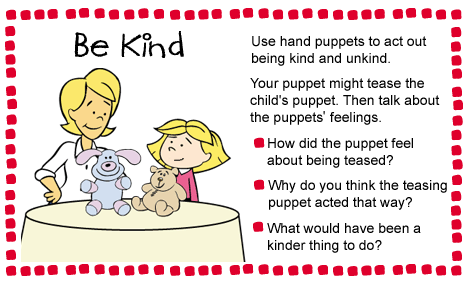 Be Kind
Use hand puppets to act out
being kind and unkind.
Your puppet might tease the
child's puppet. Then talk about
the puppets' feelings.
How did the puppet feel
about being teased?
Why do you think the teasing
puppet acted that way?
What would have been a
kinder thing to do?